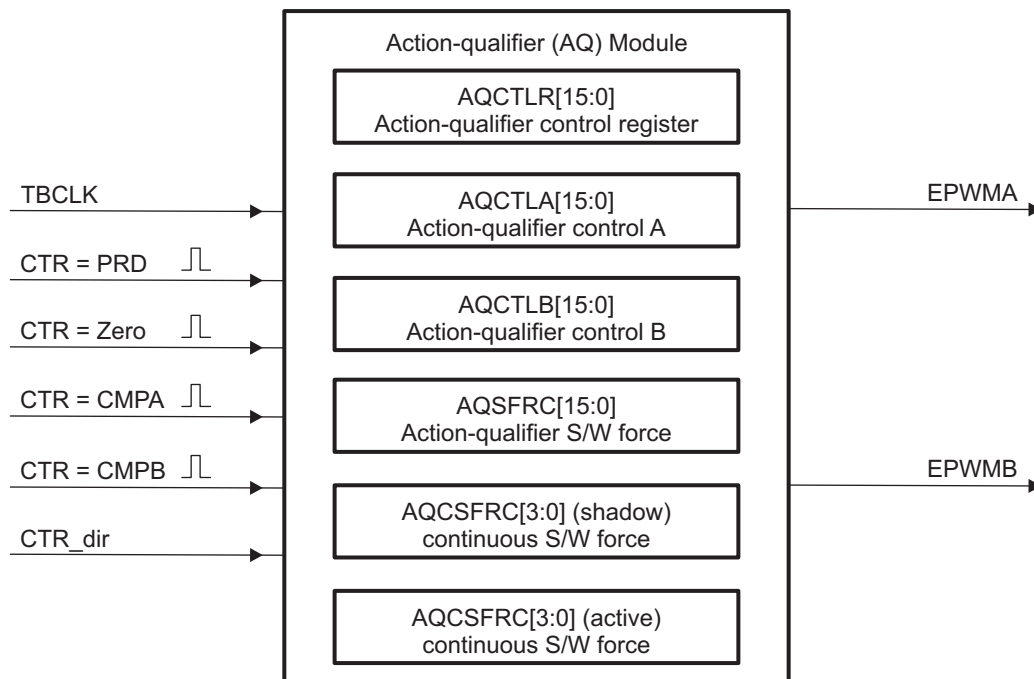 Action-qualifier (AQ) Module
AQCTLR[15:0]
Action-qualifier control register
TBCLK
AQCTLA[15:0]
Action-qualifier control A
EPWMA
CTR = PRD
CTR = Zero
AQCTLB[15:0]
Action-qualifier control B
CTR = CMPA
AQSFRC[15:0]
Action-qualifier S/W force
CTR = CMPB
EPWMB
AQCSFRC[3:0] (shadow)
continuous S/W force
CTR_dir
AQCSFRC[3:0] (active)
continuous S/W force